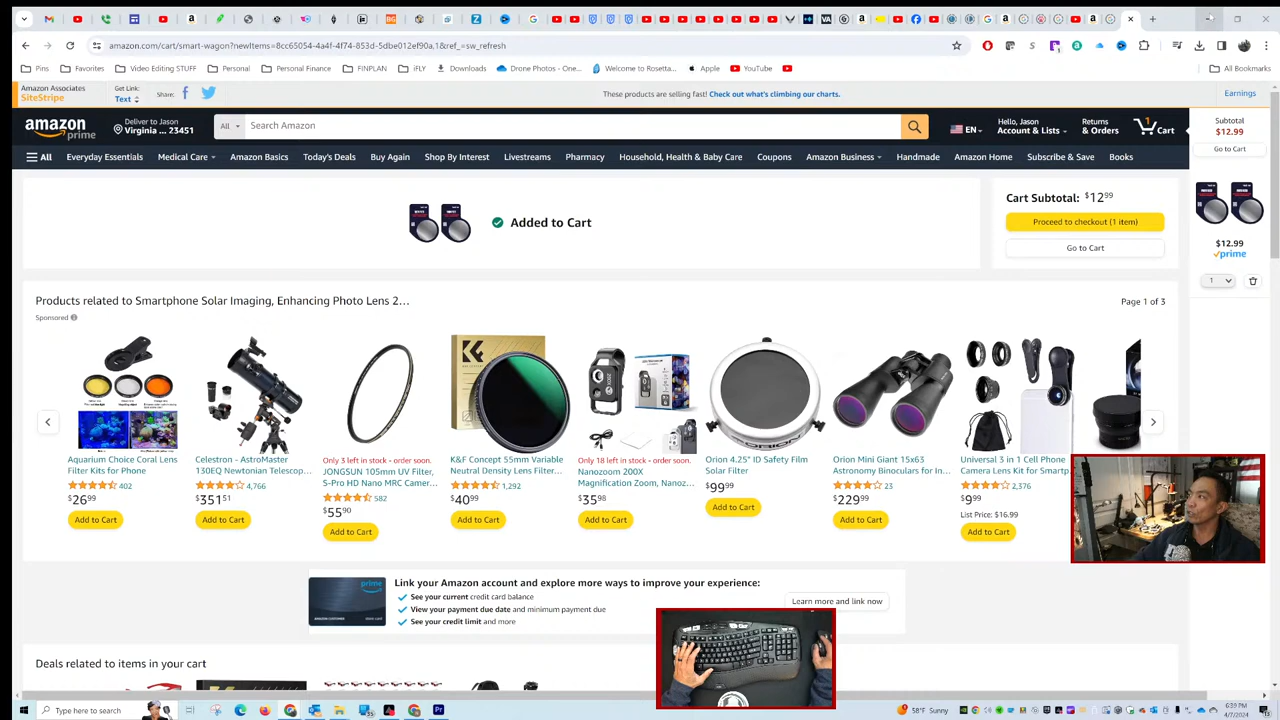 amazon.com/cart/smart-wagon?newItems=8cc65054-4a4f-4f74-853d-5dbe012ef90a,1&ref_=sw_refresh
Pins
Favorites
Video Editing STUFF
Personal
Personal Finance
FINPLAN
iFLY
Downloads
Drone Photos - One...
Welcome to Rosetta...
Apple
YouTube
All Bookmarks
Amazon Associates
SiteStripe
Get Link:
Text
Share:
These products are selling fast! Check out what's climbing our charts.
Earnings
amazon
prime
Deliver to Jason
Virginia ... 23451
All
Search Amazon
EN
Hello, Jason
Account & Lists
Returns
& Orders
1
Cart
Subtotal
$12.99
Go to Cart
All
Everyday Essentials
Medical Care
Amazon Basics
Today's Deals
Buy Again
Shop By Interest
Livestreams
Pharmacy
Household, Health & Baby Care
Coupons
Amazon Business
Handmade
Amazon Home
Subscribe & Save
Books
Added to Cart
Cart Subtotal: $12.99
Proceed to checkout (1 item)
Go to Cart
$12.99
prime
1
Products related to Smartphone Solar Imaging, Enhancing Photo Lens 2...
Page 1 of 3
Sponsored
Aquarium Choice Coral Lens
Filter Kits for Phone
402
$26.99
Add to Cart
Celestron - AstroMaster
130EQ Newtonian Telescop...
4,766
$351.51
Add to Cart
Only 3 left in stock - order soon.
JONGSUN 105mm UV Filter,
S-Pro HD Nano MRC Camer...
582
$55.90
Add to Cart
K&F Concept 55mm Variable
Neutral Density Lens Filter...
1,292
$40.99
Add to Cart
Only 18 left in stock - order soon.
Nanozoom 200X
Magnification Zoom, Nanoz...
$35.98
Add to Cart
Orion 4.25" ID Safety Film
Solar Filter
$99.99
Add to Cart
Orion Mini Giant 15x63
Astronomy Binoculars for In...
23
$229.99
Add to Cart
Universal 3 in 1 Cell Phone
Camera Lens Kit for Smartp...
2,376
$9.99
List Price: $16.99
Add to Cart
prime
Link your Amazon account and explore more ways to improve your experience:
See your current credit card balance
View your payment due date and minimum payment due
See your credit limit and more
Learn more and link now
Deals related to items in your cart
Type here to search
58°F Sunny
6:39 PM
4/7/2024